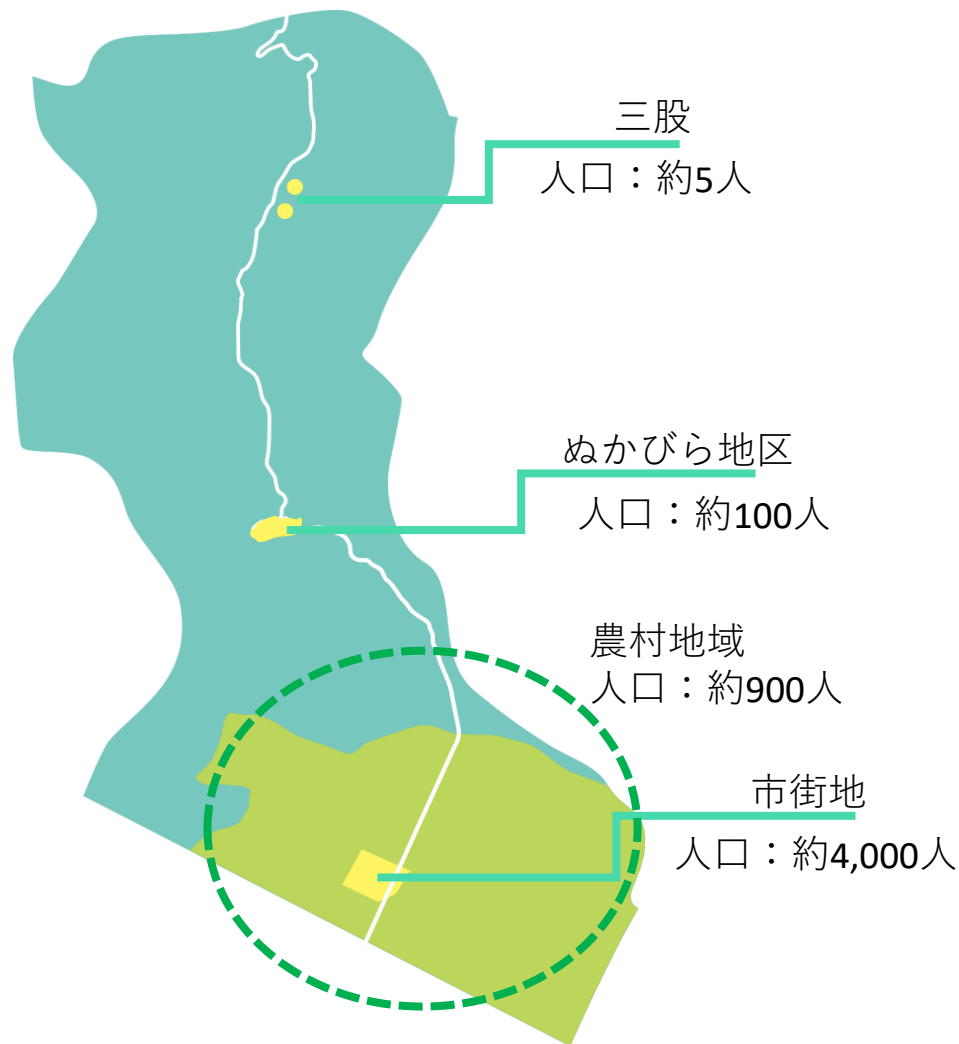 三股
人口：約5人
ぬかびら地区
人口：約100人
農村地域
人口：約900人
市街地
人口：約4,000人